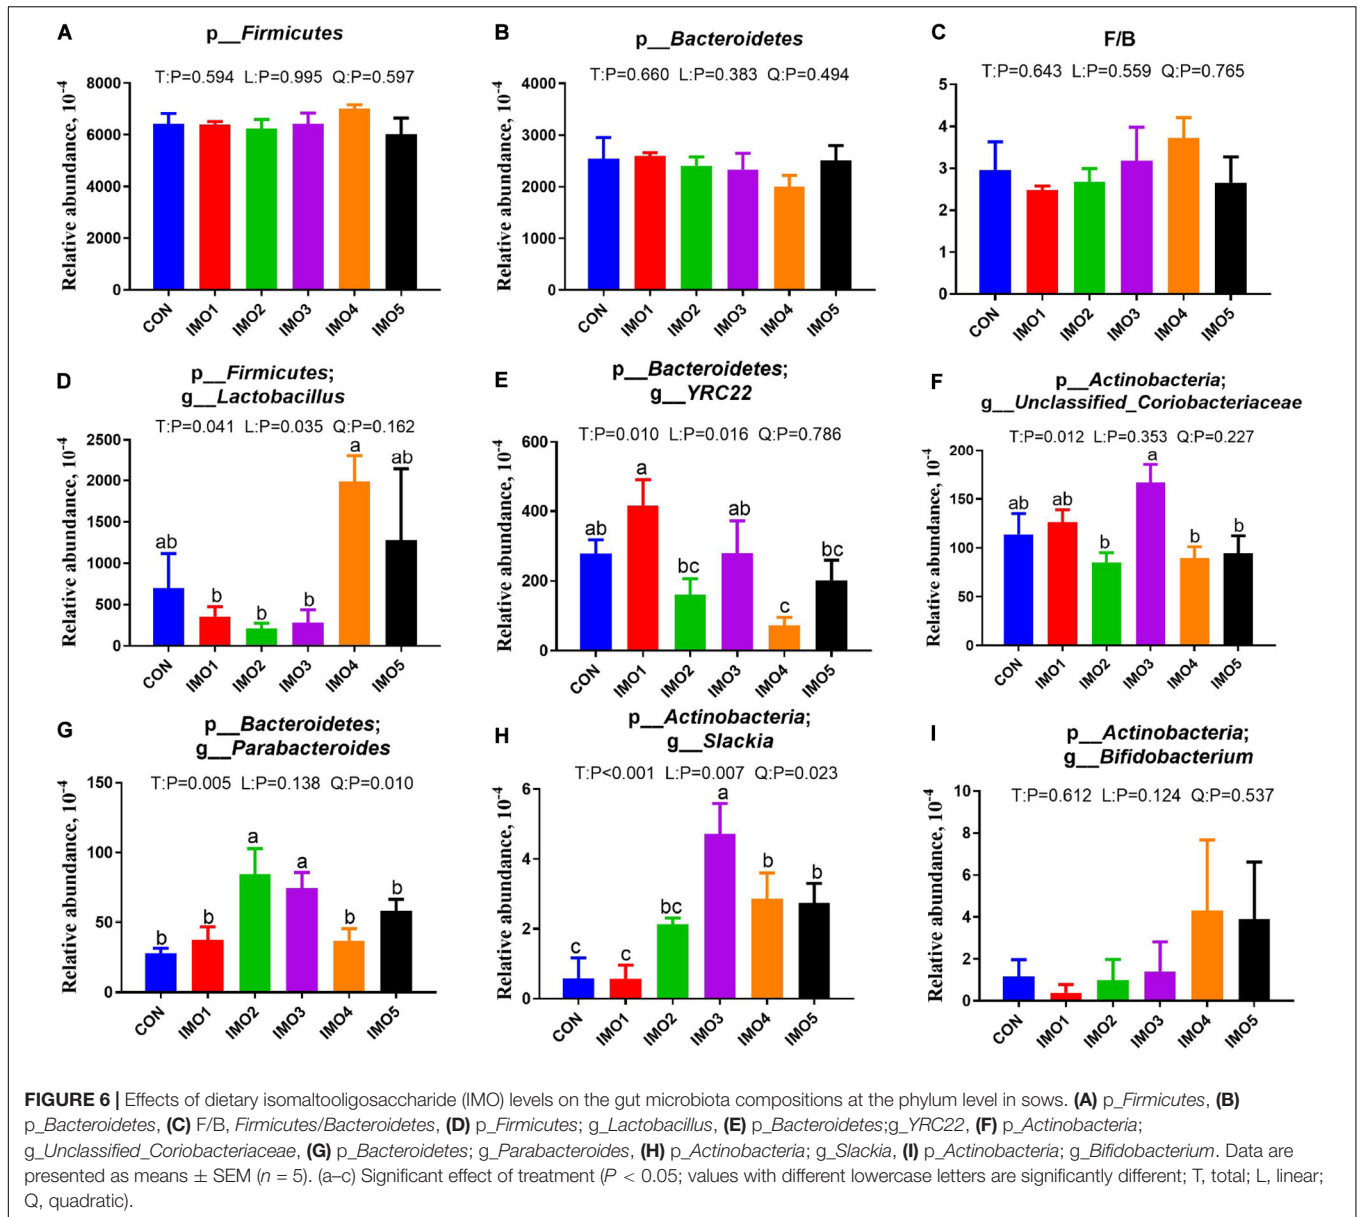 A
p__Firmicutes
T:P=0.594 L:P=0.995 Q:P=0.597
Relative abundance, 10-4
8000
6000
4000
2000
0
CON
IMO1
IMO2
IMO3
IMO4
IMO5
B
p__Bacteroidetes
T:P=0.660 L:P=0.383 Q:P=0.494
Relative abundance, 10-4
4000
3000
2000
1000
0
CON
IMO1
IMO2
IMO3
IMO4
IMO5
C
F/B
T:P=0.643 L:P=0.559 Q:P=0.765
Relative abundance, 10-4
5
4
3
2
1
0
CON
IMO1
IMO2
IMO3
IMO4
IMO5
D
p__Firmicutes;
g__Lactobacillus
T:P=0.041 L:P=0.035 Q:P=0.162
Relative abundance, 10-4
2500
2000
1500
1000
500
0
ab
b
b
b
a
ab
CON
IMO1
IMO2
IMO3
IMO4
IMO5
E
p__Bacteroidetes;
g__YRC22
T:P=0.010 L:P=0.016 Q:P=0.786
Relative abundance, 10-4
600
400
200
0
ab
a
bc
ab
c
bc
CON
IMO1
IMO2
IMO3
IMO4
IMO5
F
p__Actinobacteria;
g__Unclassified_Coriobacteriaceae
T:P=0.012 L:P=0.353 Q:P=0.227
Relative abundance, 10-4
200
150
100
50
0
ab
ab
b
a
b
b
CON
IMO1
IMO2
IMO3
IMO4
IMO5
G
p__Bacteroidetes;
g__Parabacteroides
T:P=0.005 L:P=0.138 Q:P=0.010
Relative abundance, 10-4
150
100
50
0
b
b
a
a
b
b
CON
IMO1
IMO2
IMO3
IMO4
IMO5
H
p__Actinobacteria;
g__Slackia
T:P<0.001 L:P=0.007 Q:P=0.023
Relative abundance, 10-4
6
4
2
0
c
c
bc
a
b
b
CON
IMO1
IMO2
IMO3
IMO4
IMO5
I
p__Actinobacteria;
g__Bifidobacterium
T:P=0.612 L:P=0.124 Q:P=0.537
Relative abundance, 10-4
10
8
6
4
2
0
CON
IMO1
IMO2
IMO3
IMO4
IMO5
FIGURE 6 | Effects of dietary isomaltooligosaccharide (IMO) levels on the gut microbiota compositions at the phylum level in sows. (A) p_Firmicutes, (B)
p_Bacteroidetes, (C) F/B, Firmicutes/Bacteroidetes, (D) p_Firmicutes; g_Lactobacillus, (E) p_Bacteroidetes;g_YRC22, (F) p_Actinobacteria;
g_Unclassified_Coriobacteriaceae, (G) p_Bacteroidetes; g_Parabacteroides, (H) p_Actinobacteria; g_Slackia, (I) p_Actinobacteria; g_Bifidobacterium. Data are
presented as means ± SEM (n = 5). (a–c) Significant effect of treatment (P < 0.05; values with different lowercase letters are significantly different; T, total; L, linear;
Q, quadratic).